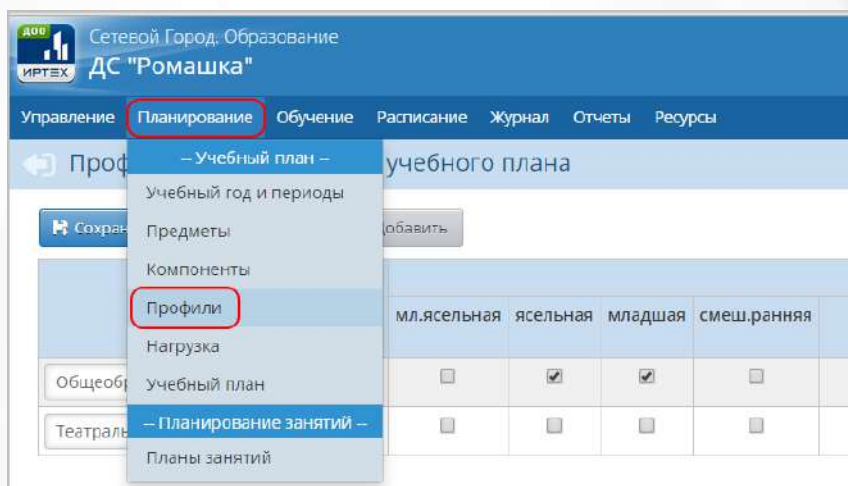 ДОО
ИРТЕХ
Сетевой Город. Образование
ДС "Ромашка"
Управление Планирование Обучение Расписание Журнал Отчеты Ресурсы
учебного плана
-- Учебный план --
Учебный год и периоды
Предметы
Компоненты
Профили
мл.ясельная ясельная младшая смеш.ранняя
Нагрузка
Учебный план
-- Планирование занятий --
Планы занятий